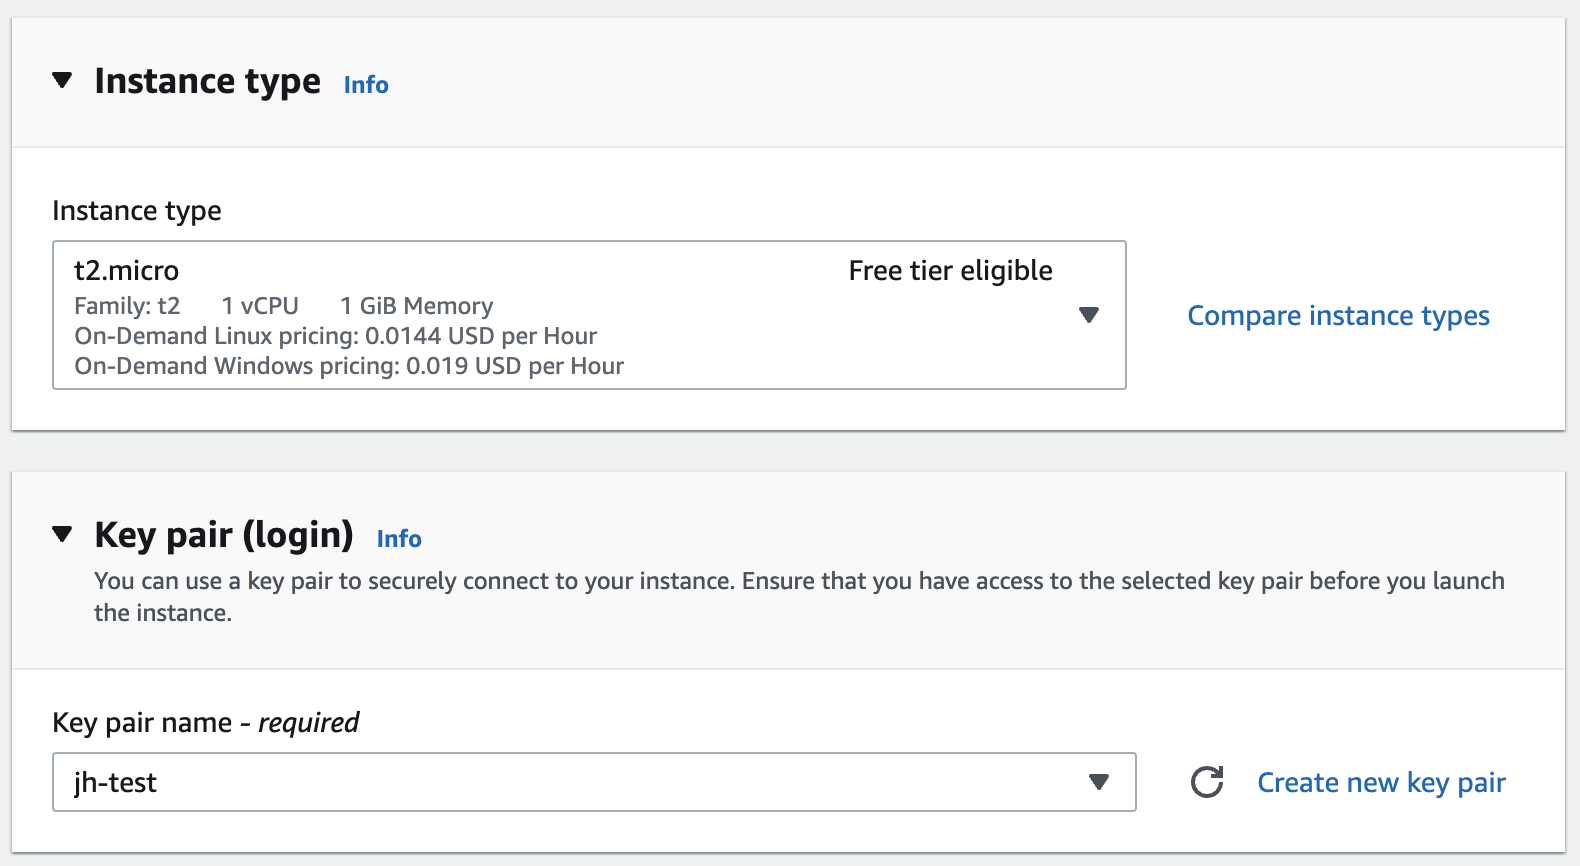 Instance type Info
Instance type
t2.micro Free tier eligible
Family: t2 1 vCPU 1 GiB Memory
On-Demand Linux pricing: 0.0144 USD per Hour
On-Demand Windows pricing: 0.019 USD per Hour
Compare instance types
Key pair (login) Info
You can use a key pair to securely connect to your instance. Ensure that you have access to the selected key pair before you launch
the instance.
Key pair name - required
jh-test
Create new key pair